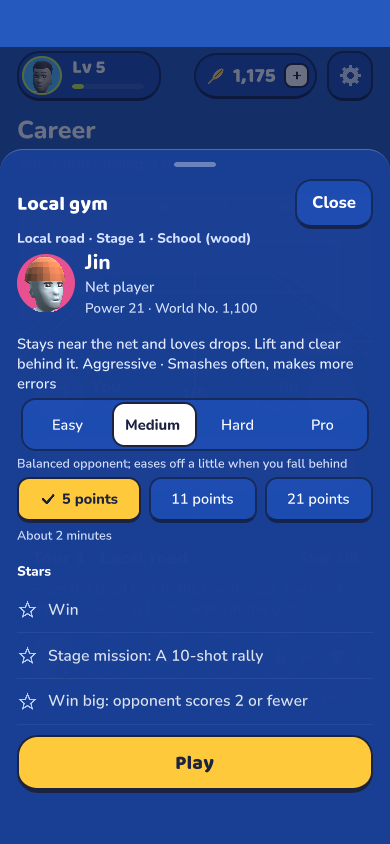 Lv 5
1,175
+
Career
Local gym
Close
Local road · Stage 1 · School (wood)
Jin
Net player
Power 21 · World No. 1,100
Stays near the net and loves drops. Lift and clear
behind it. Aggressive · Smashes often, makes more
errors
Easy
Medium
Hard
Pro
Balanced opponent; eases off a little when you fall behind
5 points
11 points
21 points
About 2 minutes
Stars
Win
Stage mission: A 10-shot rally
Win big: opponent scores 2 or fewer
Play